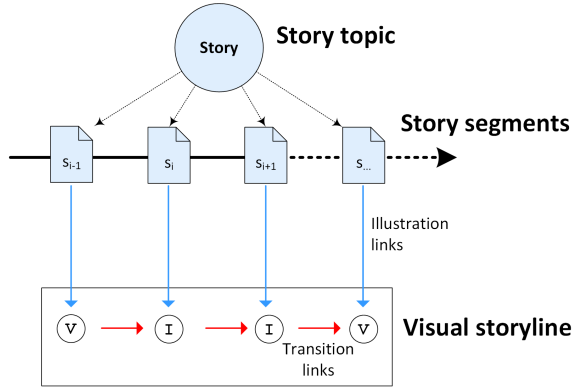 Story
Story topic
Story segments
Sᵢ₋₁
Sᵢ
Sᵢ₊₁
S...
Illustration
links
V
I
I
V
Visual storyline
Transition
links